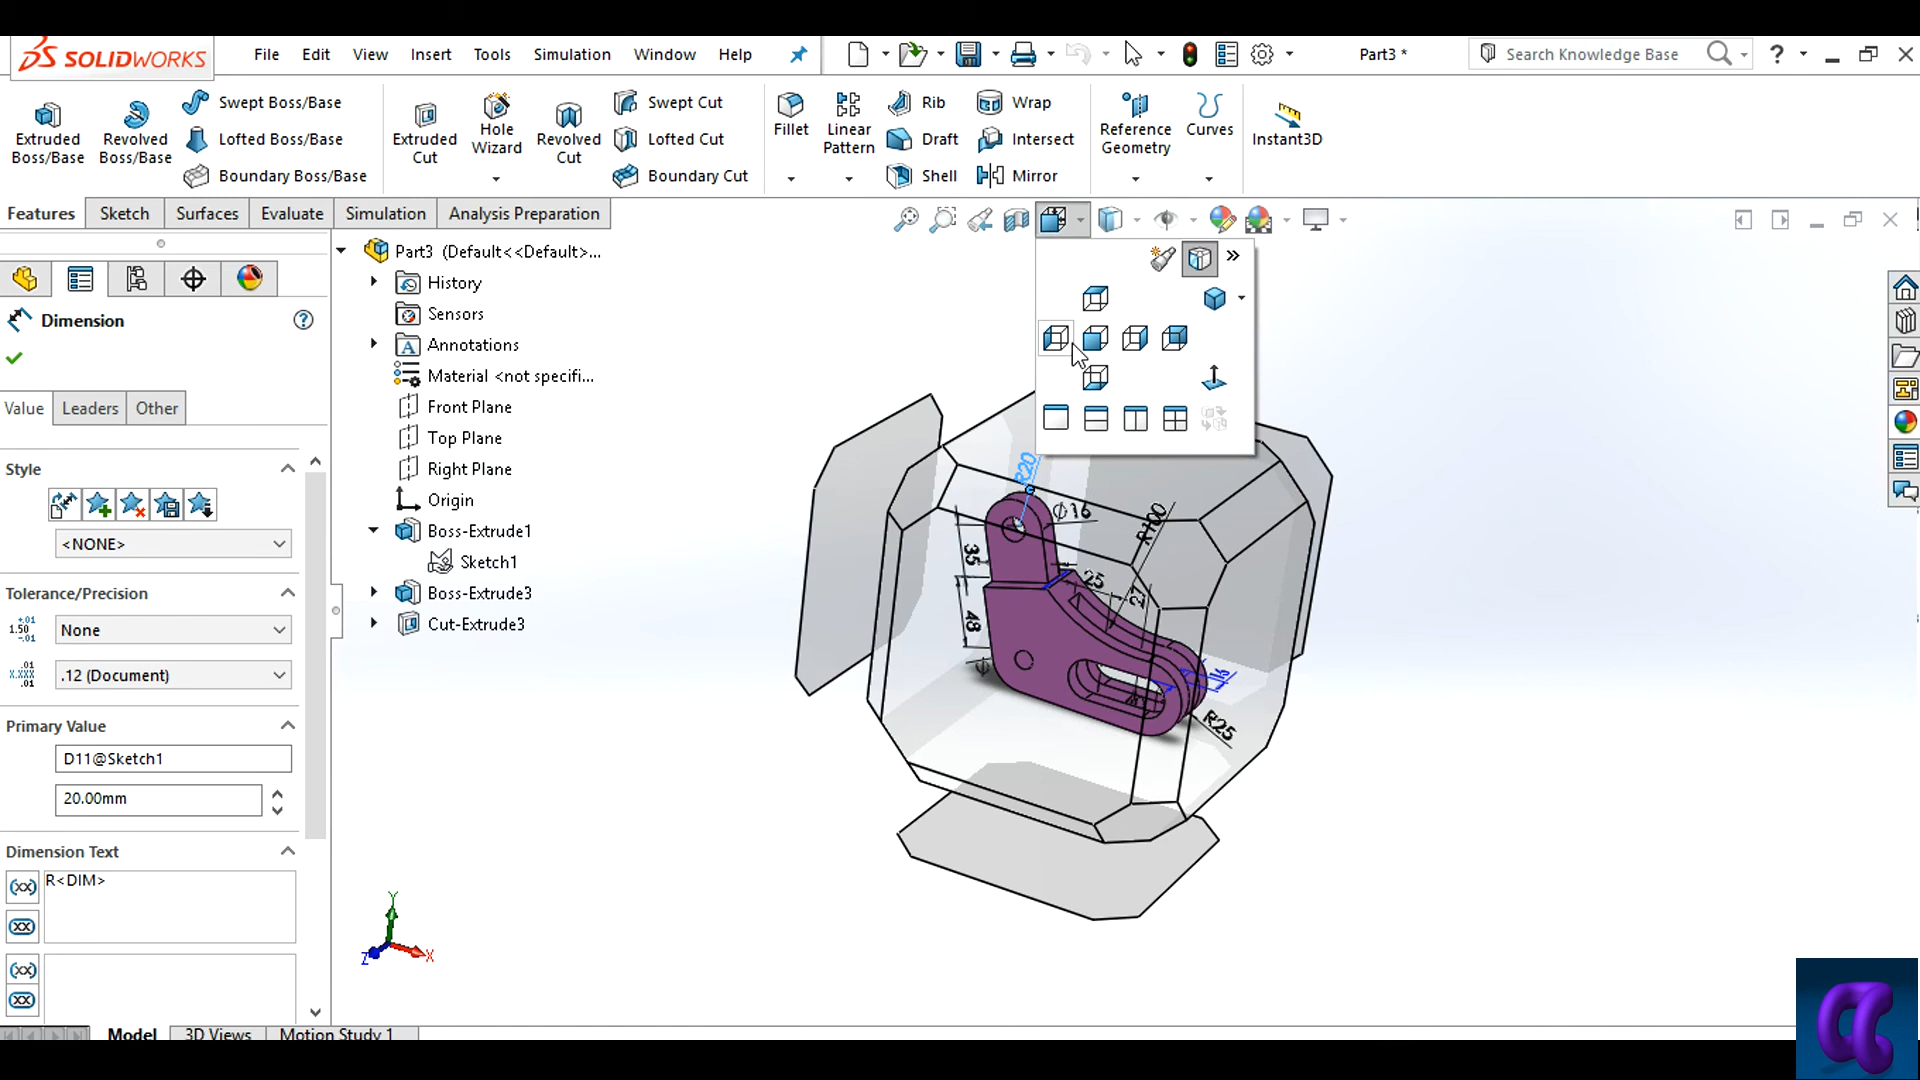 SOLIDWORKS File Edit View Insert Tools Simulation Window Help Part3 * Search Knowledge Base ?
Extruded Boss/Base
Revolved Boss/Base
Swept Boss/Base
Lofted Boss/Base
Boundary Boss/Base
Extruded Cut
Hole Wizard
Revolved Cut
Swept Cut
Lofted Cut
Boundary Cut
Fillet
Linear Pattern
Rib
Draft
Shell
Wrap
Intersect
Mirror
Reference Geometry
Curves
Instant3D
Features Sketch Surfaces Evaluate Simulation Analysis Preparation
Part3 (Default<<Default>...
History
Sensors
Annotations
Material <not specifi...
Front Plane
Top Plane
Right Plane
Origin
Boss-Extrude1
Sketch1
Boss-Extrude3
Cut-Extrude3
Dimension
Value Leaders Other
Style
<NONE>
Tolerance/Precision
None
.12 (Document)
Primary Value
D11@Sketch1
20.00mm
Dimension Text
R<DIM>
R20
Φ16
R100
35
25
27
48
R25
Y
Z
X
Model 3D Views Motion Study 1